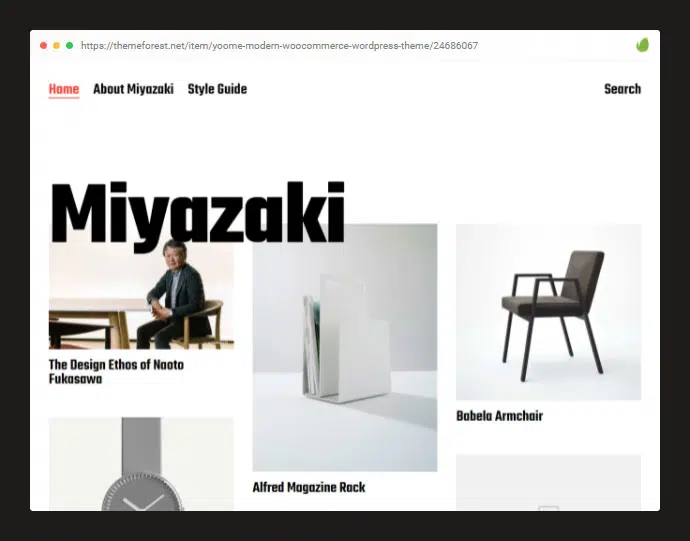 https://themeforest.net/item/yoome-modern-woocommerce-wordpress-theme/24686067
Home About Miyazaki Style Guide Search
Miyazaki
The Design Ethos of Naoto
Fukasawa
Alfred Magazine Rack
Babela Armchair